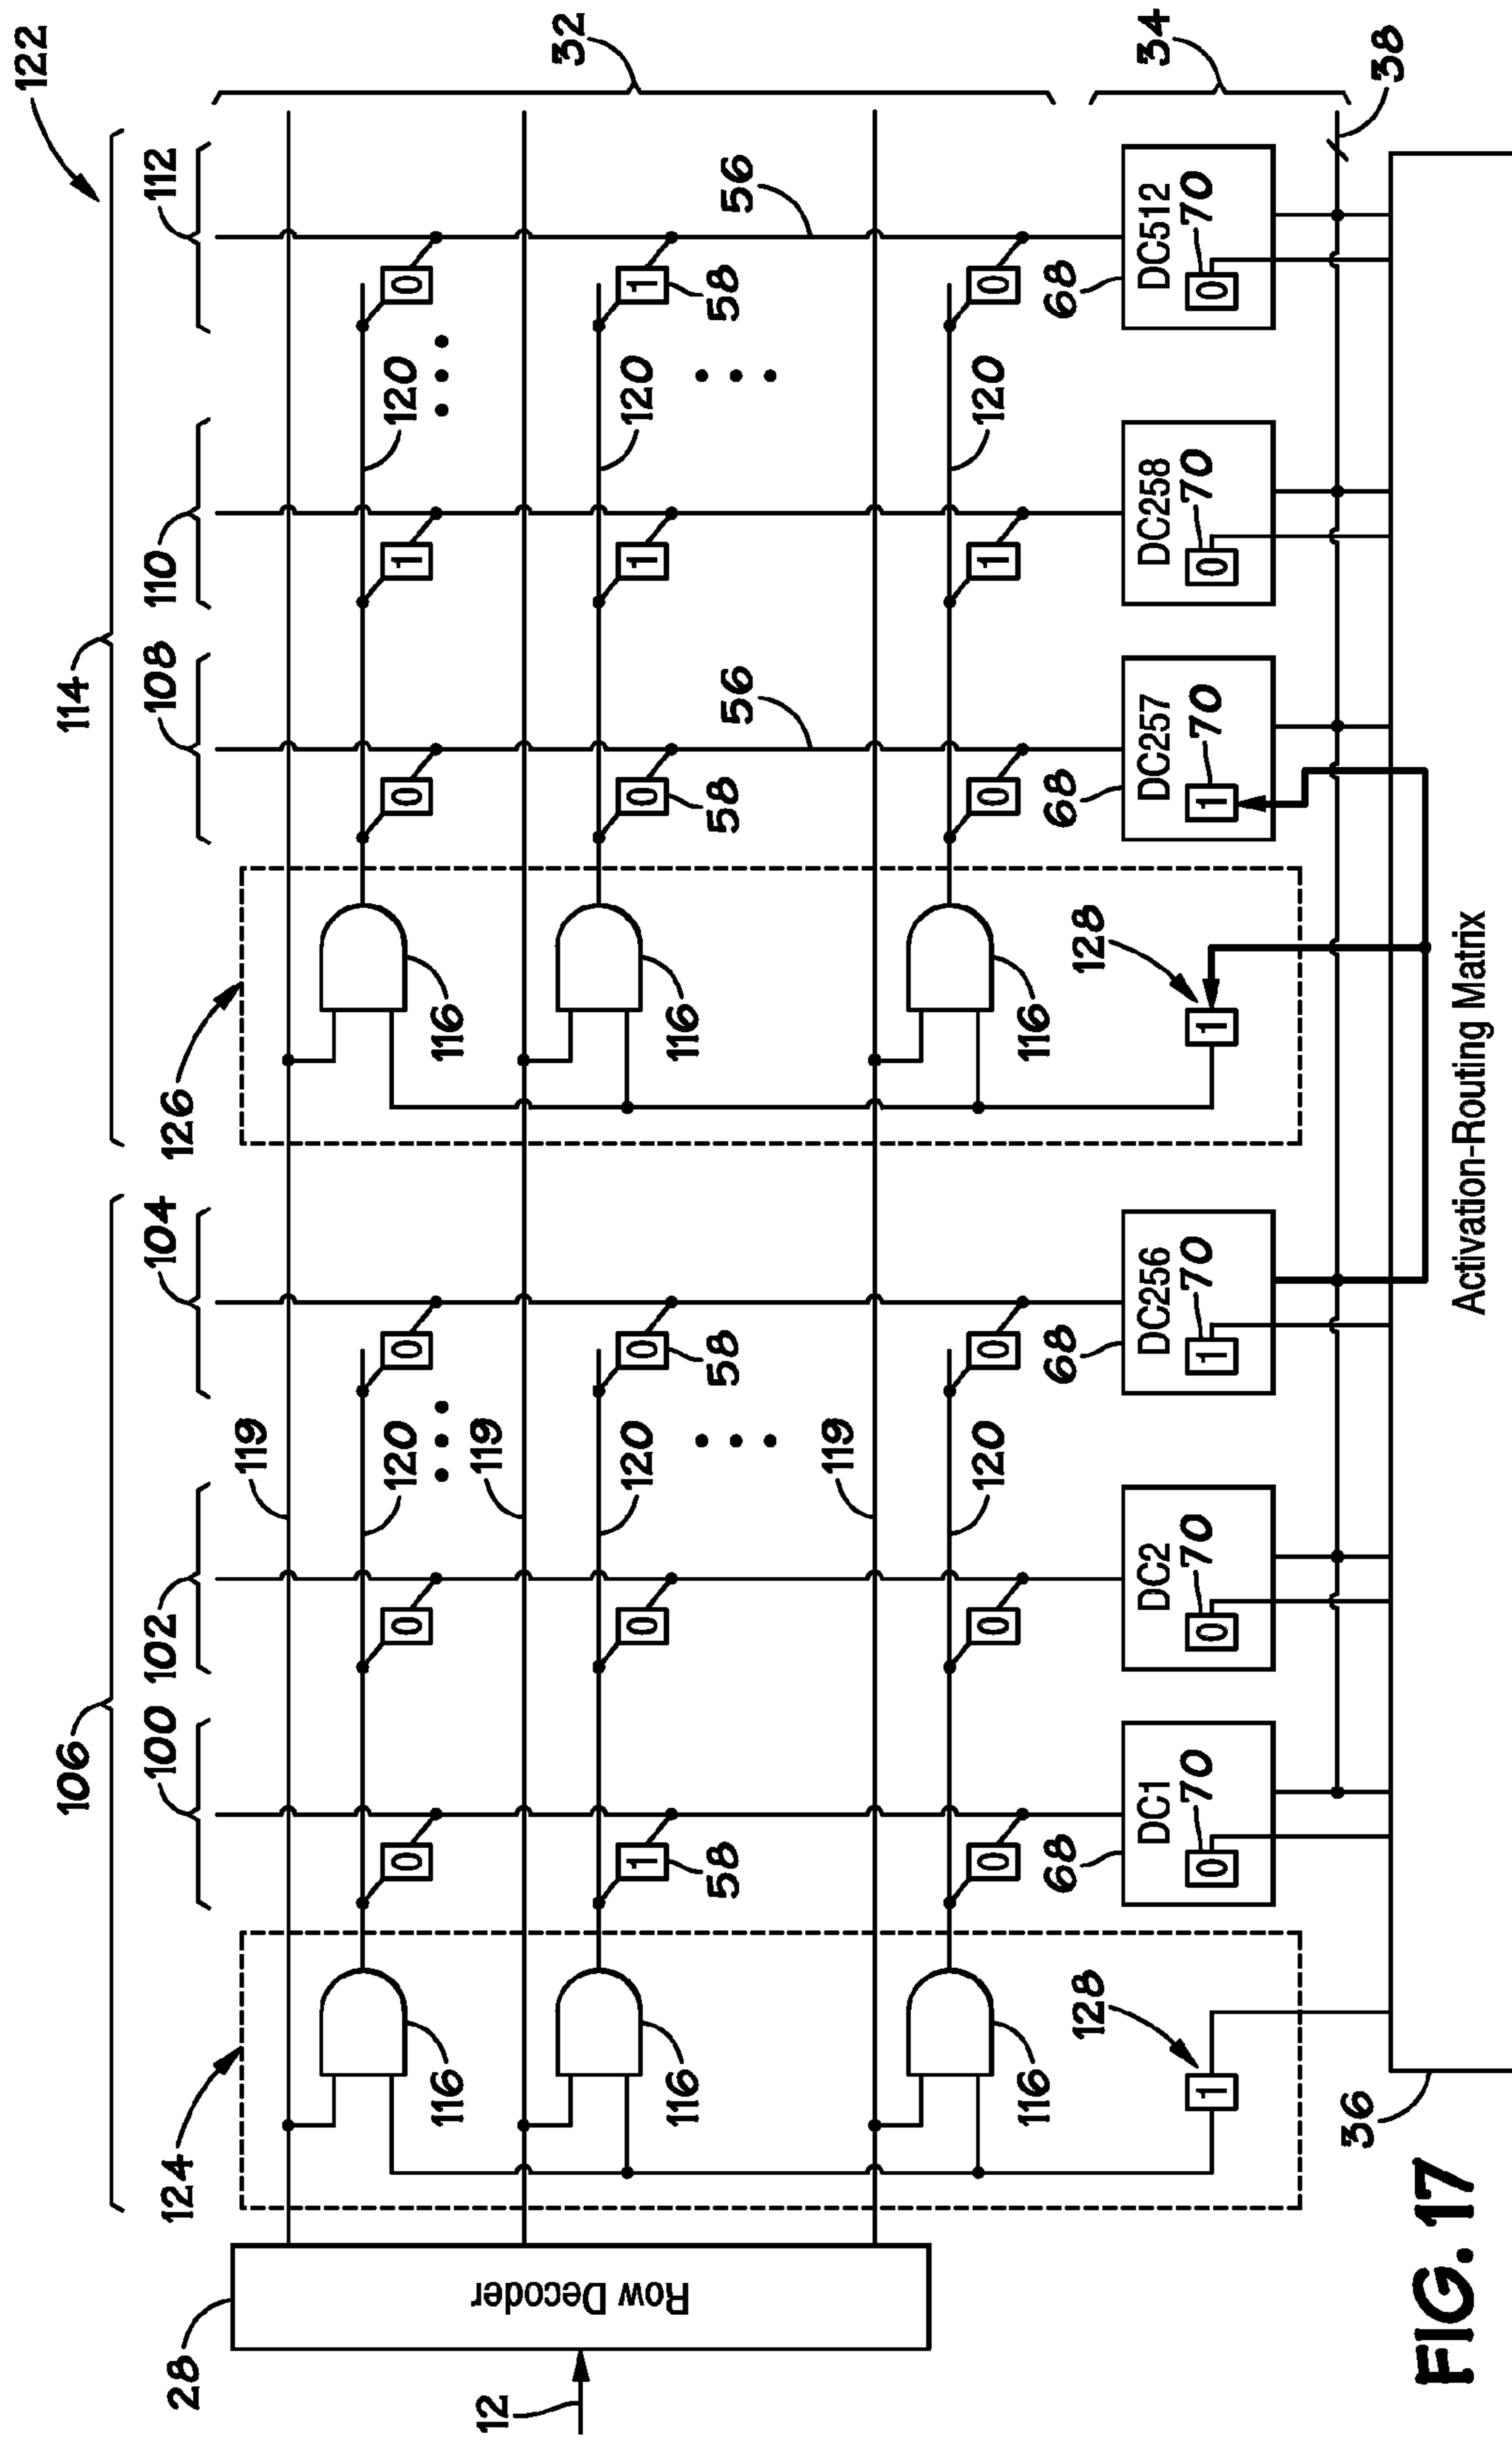 122
106 114
124 100 102 104 126 108 110 112
28
119
0 0 120 0 0 1 120 0
116 116
12
119
32
Row Decoder
1 0 120 0 0 1 120 1
116 116
58 58 58 58
56 56
119
0 0 120 0 0 1 120 0
116 116
68 68 68 68
128 128
DC1 DC2 DC256 DC257 DC258 DC512
34
70 70 70 70 70 70
1 0 0 1 1 1 0 0
36
38
Activation-Routing Matrix
FIG. 17